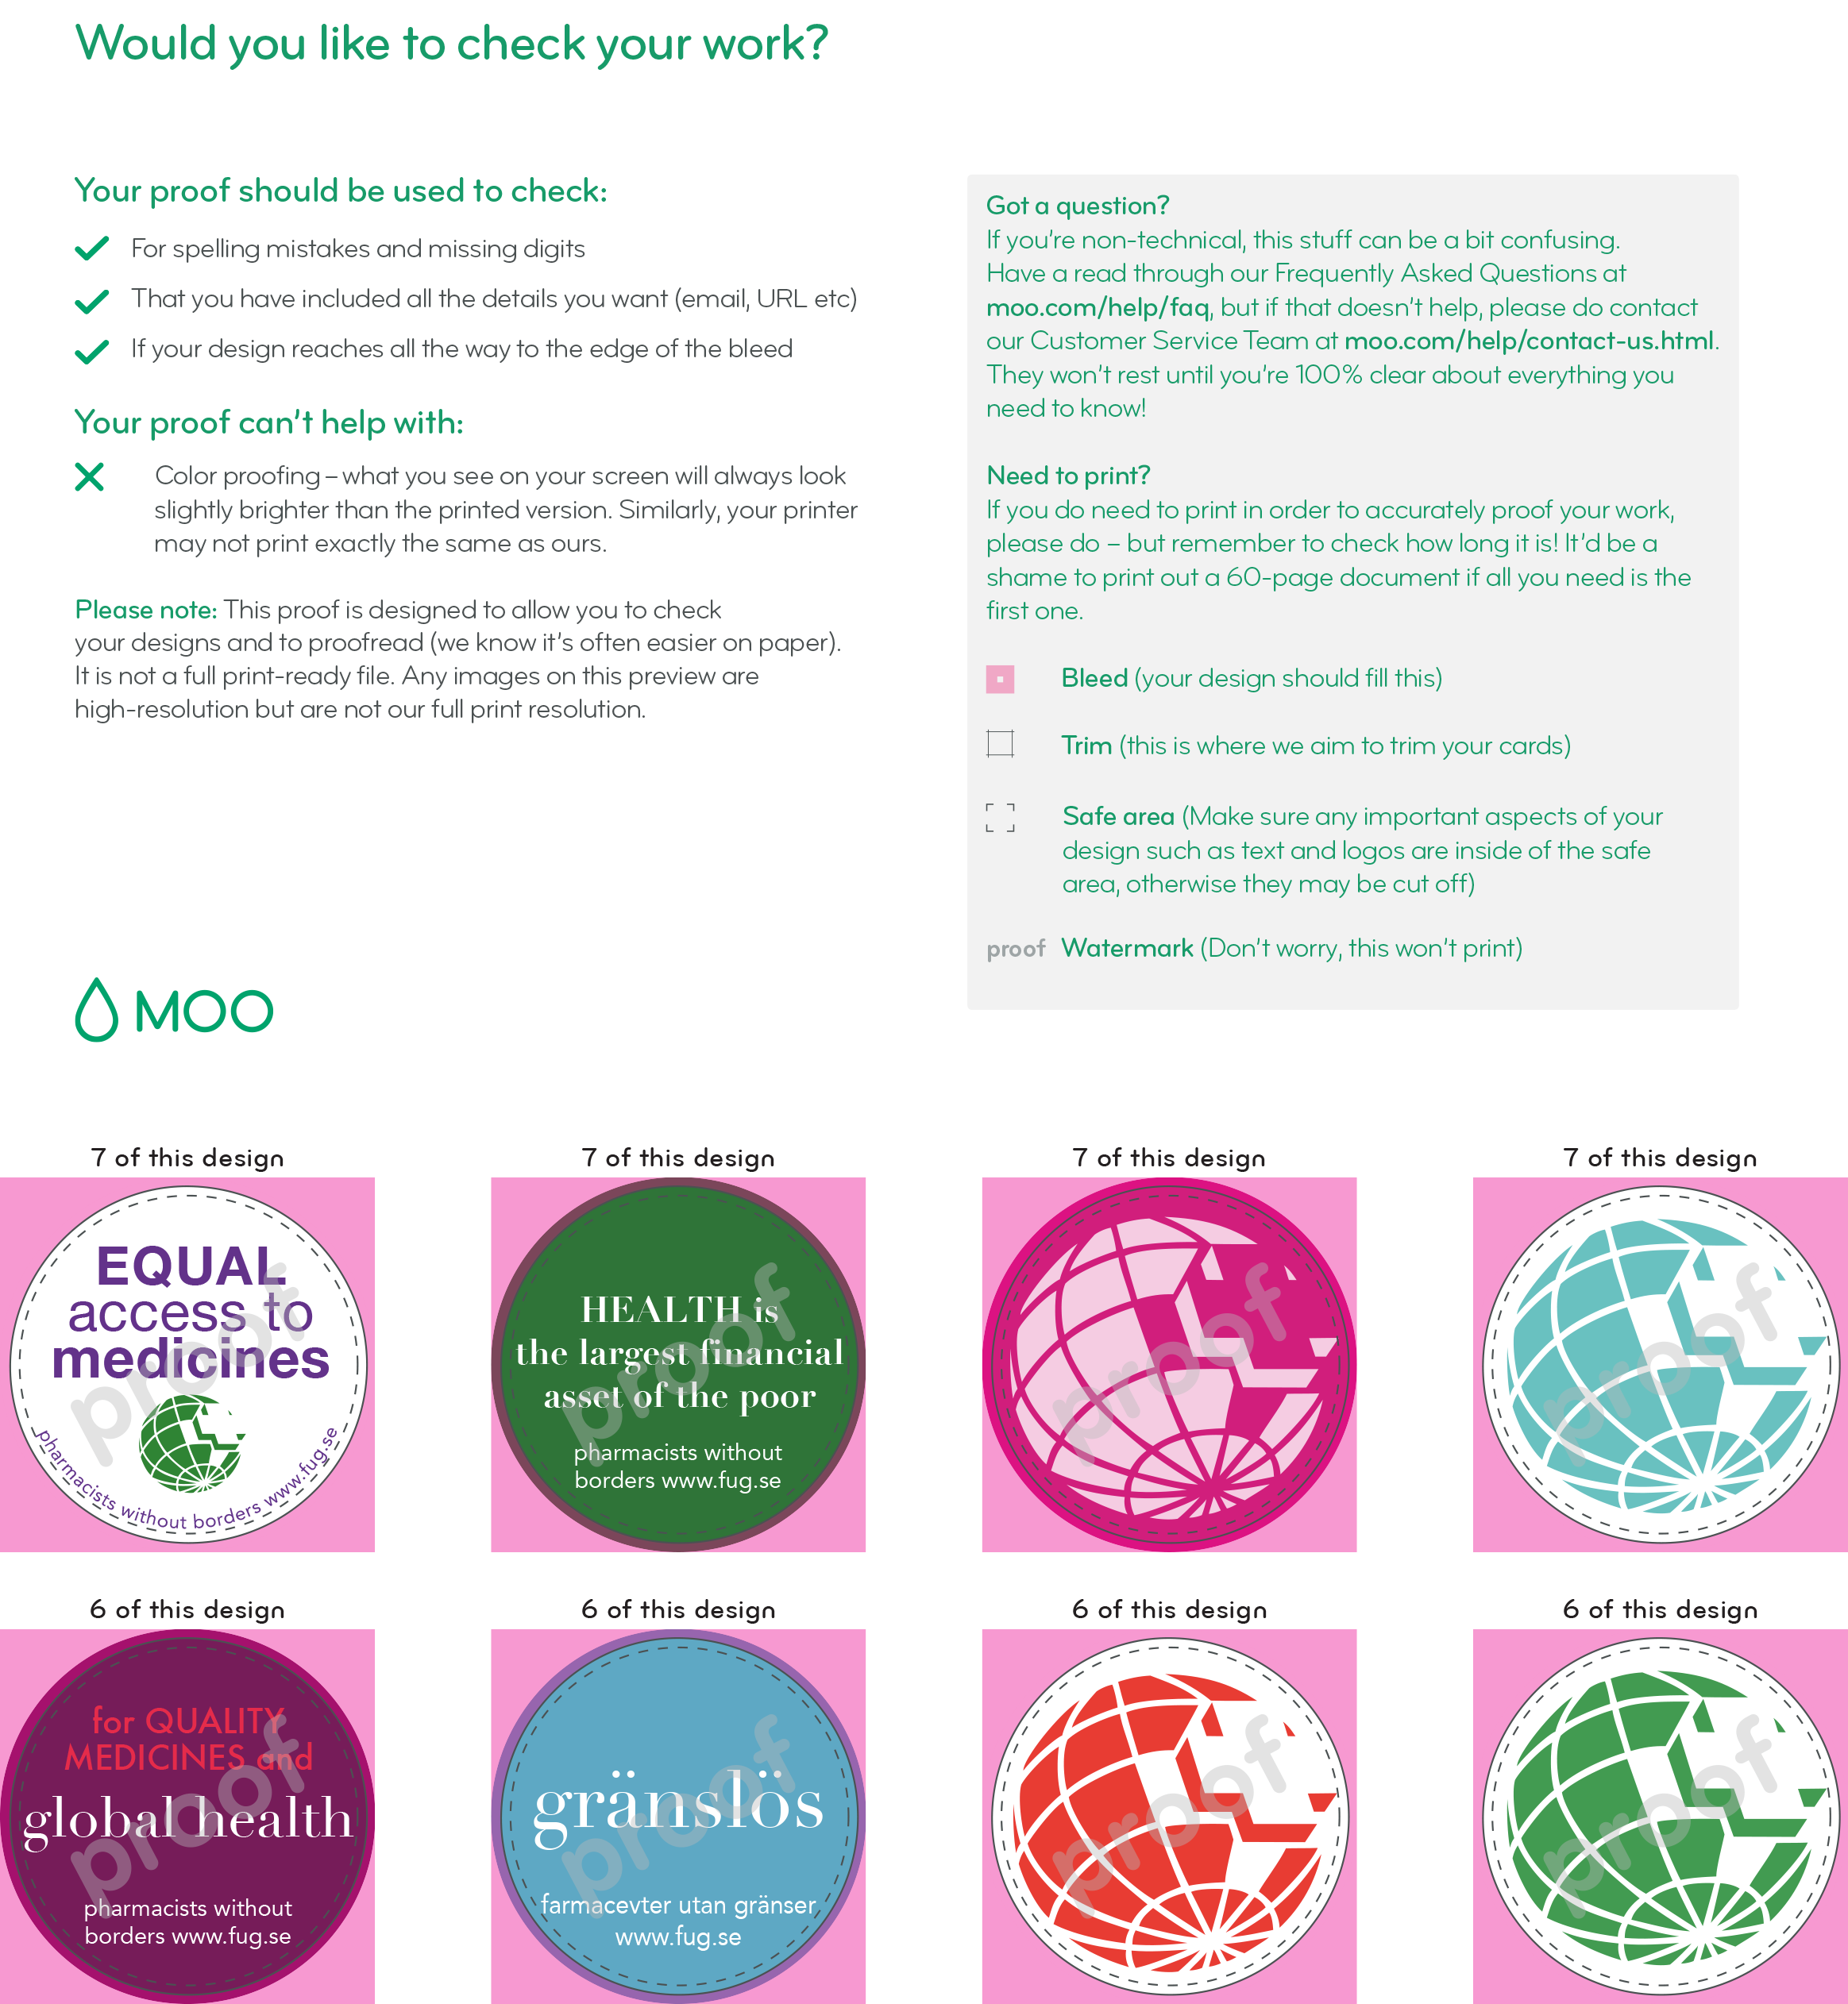 Would you like to check your work?
Your proof should be used to check:
For spelling mistakes and missing digits
That you have included all the details you want (email, URL etc)
If your design reaches all the way to the edge of the bleed
Your proof can't help with:
Color proofing – what you see on your screen will always look
slightly brighter than the printed version. Similarly, your printer
may not print exactly the same as ours.
Please note: This proof is designed to allow you to check
your designs and to proofread (we know it's often easier on paper).
It is not a full print-ready file. Any images on this preview are
high-resolution but are not our full print resolution.
MOO
Got a question?
If you're non-technical, this stuff can be a bit confusing.
Have a read through our Frequently Asked Questions at
moo.com/help/faq, but if that doesn't help, please do contact
our Customer Service Team at moo.com/help/contact-us.html.
They won't rest until you're 100% clear about everything you
need to know!
Need to print?
If you do need to print in order to accurately proof your work,
please do – but remember to check how long it is! It'd be a
shame to print out a 60-page document if all you need is the
first one.
Bleed (your design should fill this)
Trim (this is where we aim to trim your cards)
Safe area (Make sure any important aspects of your
design such as text and logos are inside of the safe
area, otherwise they may be cut off)
proof Watermark (Don't worry, this won't print)
7 of this design
EQUAL
access to
medicines
pharmacists without borders www.fug.se
proof
7 of this design
HEALTH is
the largest financial
asset of the poor
pharmacists without
borders www.fug.se
proof
7 of this design
proof
7 of this design
proof
6 of this design
for QUALITY
MEDICINES and
global health
pharmacists without
borders www.fug.se
proof
6 of this design
gränslös
farmacevter utan gränser
www.fug.se
proof
6 of this design
proof
6 of this design
proof